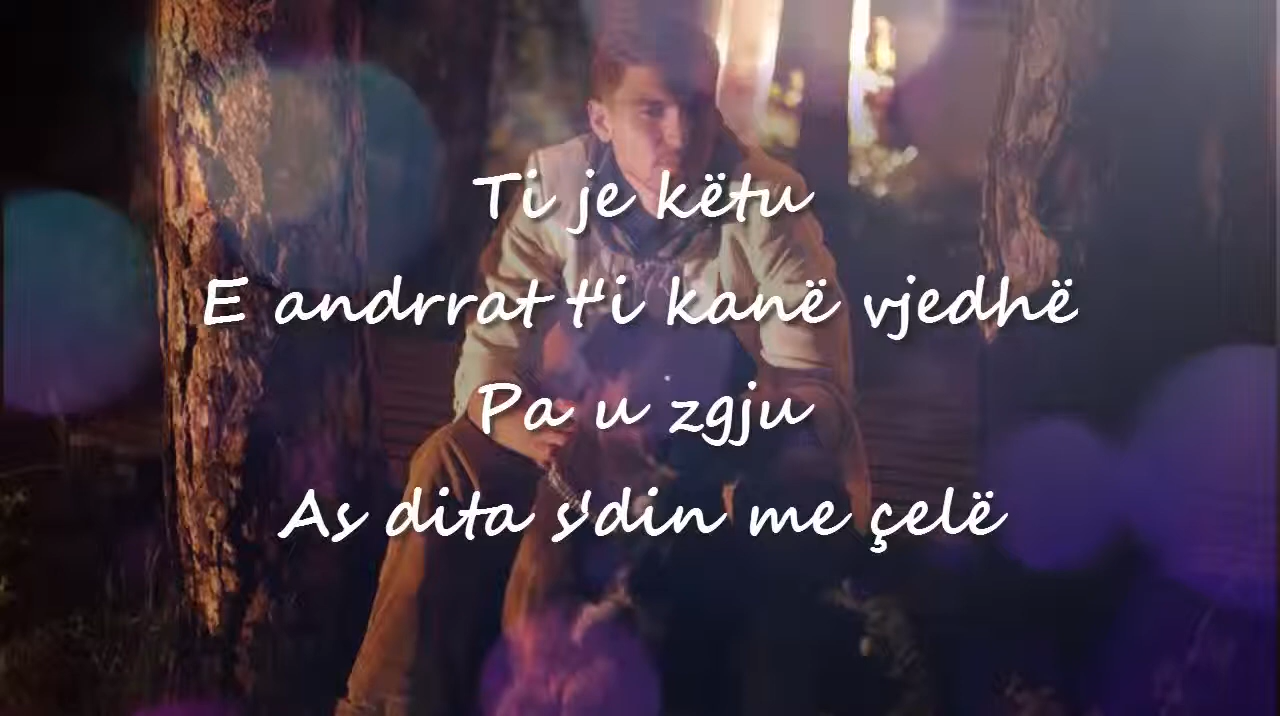 Ti je këtu
E andrrat t'i kanë vjedhë
Pa u zgju
As dita s'din me çelë